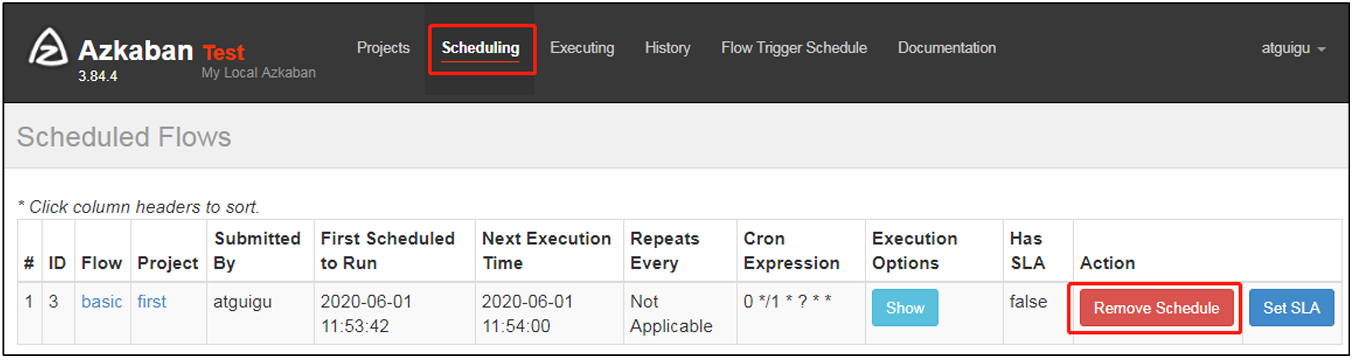 Azkaban Test
3.84.4 My Local Azkaban
Projects Scheduling Executing History Flow Trigger Schedule Documentation atguigu
Scheduled Flows
* Click column headers to sort.
# ID Flow Project Submitted By First Scheduled to Run Next Execution Time Repeats Every Cron Expression Execution Options Has SLA Action
1 3 basic first atguigu 2020-06-01 11:53:42 2020-06-01 11:54:00 Not Applicable 0 */1 * ? * * Show false Remove Schedule Set SLA